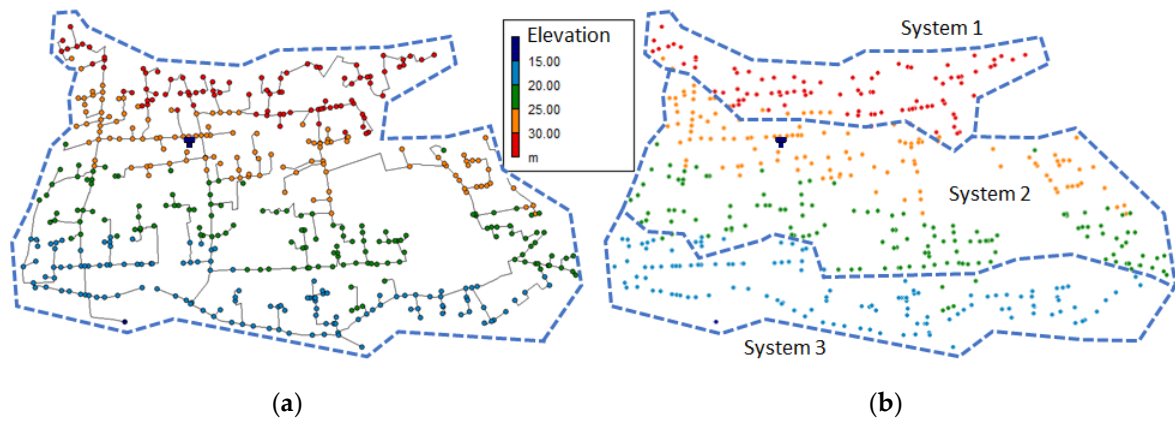 System 1
Elevation
15.00
20.00
25.00
30.00
m
System 2
System 3
(a)
(b)